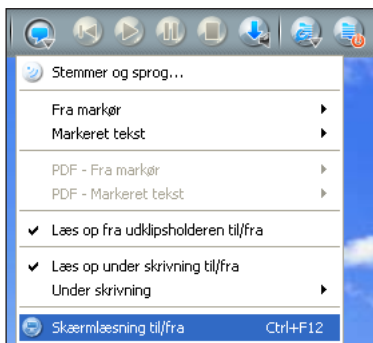 Stemmer og sprog...
Fra markør
Markeret tekst
PDF - Fra markør
PDF - Markeret tekst
Læs op fra udklipsholderen til/fra
Læs op under skrivning til/fra
Under skrivning
Skærmlæsning til/fra Ctrl+F12